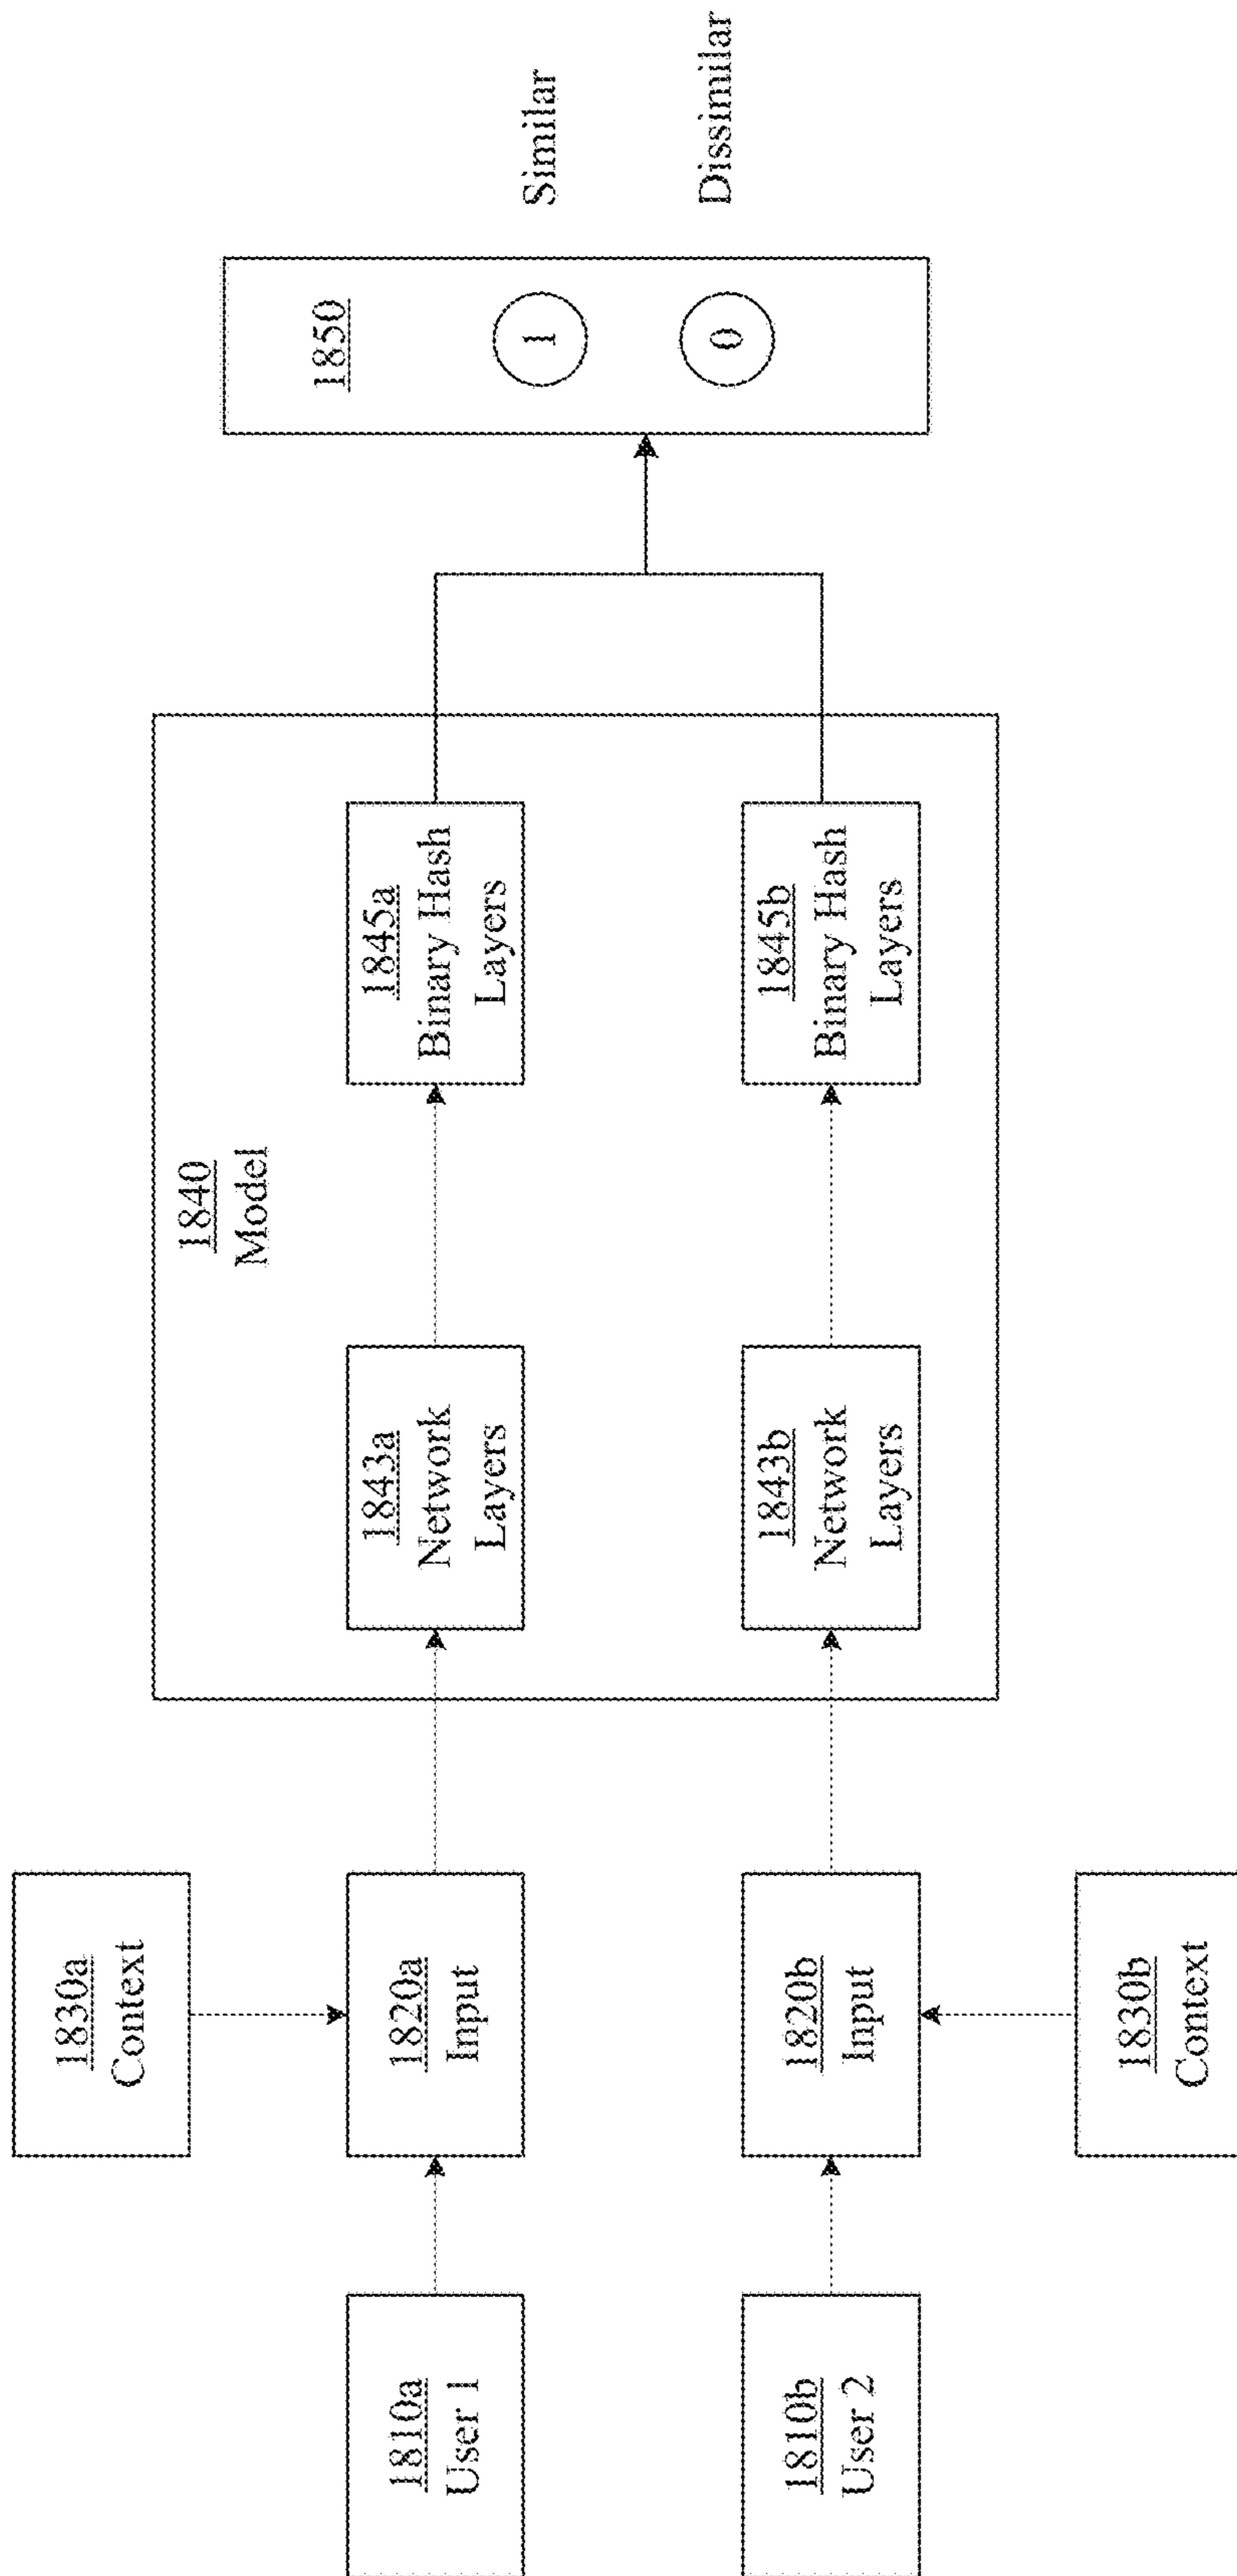 1830a
Context
1810a
User 1
1820a
Input
1810b
User 2
1820b
Input
1830b
Context
1840
Model
1843a
Network
Layers
1845a
Binary Hash
Layers
1843b
Network
Layers
1845b
Binary Hash
Layers
1850
1
Similar
0
Dissimilar